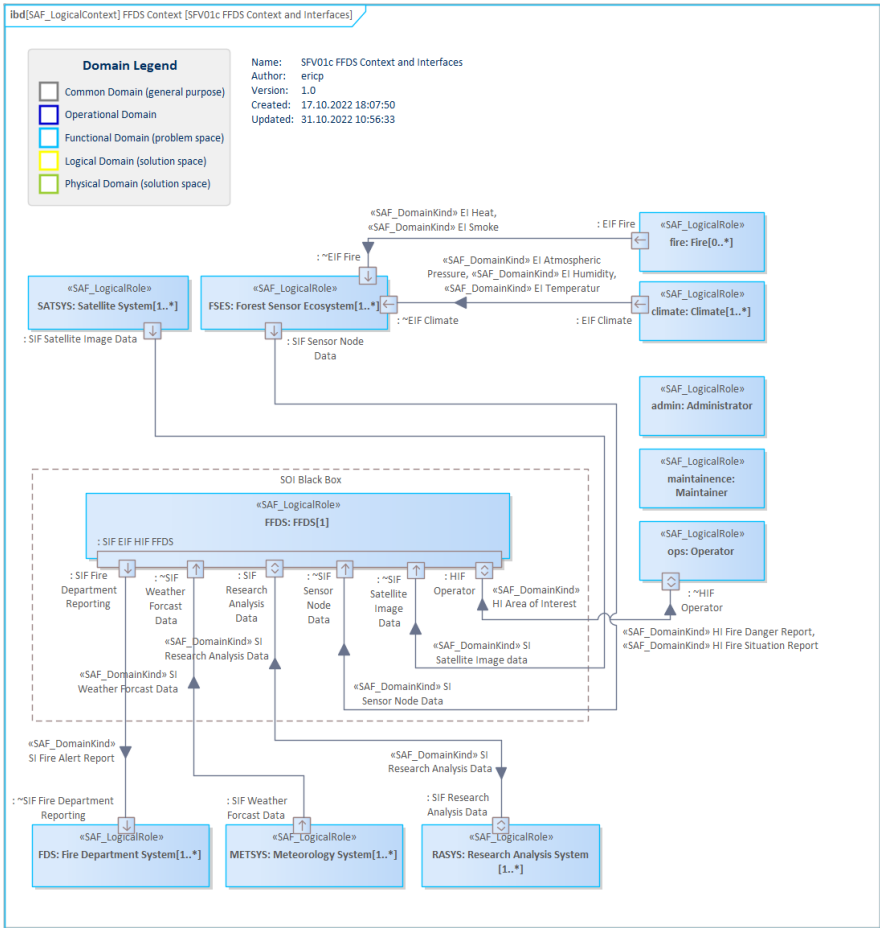 ibd[SAF_LogicalContext] FFDS Context [SFV01c FFDS Context and Interfaces]
Domain Legend
Common Domain (general purpose)
Operational Domain
Functional Domain (problem space)
Logical Domain (solution space)
Physical Domain (solution space)
Name: SFV01c FFDS Context and Interfaces
Author: ericp
Version: 1.0
Created: 17.10.2022 18:07:50
Updated: 31.10.2022 10:56:33
«SAF_DomainKind» EI Heat,
«SAF_DomainKind» EI Smoke
: EIF Fire
«SAF_LogicalRole»
fire: Fire[0..*]
: ~EIF Fire
«SAF_DomainKind» EI Atmospheric
Pressure, «SAF_DomainKind» EI Humidity,
«SAF_DomainKind» EI Temperatur
«SAF_LogicalRole»
SATSYS: Satellite System[1..*]
«SAF_LogicalRole»
FSES: Forest Sensor Ecosystem[1..*]
«SAF_LogicalRole»
climate: Climate[1..*]
: ~EIF Climate
: EIF Climate
: SIF Satellite Image Data
: SIF Sensor Node
Data
«SAF_LogicalRole»
admin: Administrator
«SAF_LogicalRole»
maintainence:
Maintainer
«SAF_LogicalRole»
ops: Operator
: ~HIF
Operator
SOI Black Box
«SAF_LogicalRole»
FFDS: FFDS[1]
: SIF EIF HIF FFDS
: SIF Fire
Department
Reporting
: ~SIF
Weather
Forcast
Data
: SIF
Research
Analysis
Data
: ~SIF
Sensor
Node
Data
: ~SIF
Satellite
Image
Data
: HIF
Operator
«SAF_DomainKind»
HI Area of Interest
«SAF_DomainKind» HI Fire Danger Report,
«SAF_DomainKind» HI Fire Situation Report
«SAF_DomainKind» SI
Research Analysis Data
«SAF_DomainKind» SI
Satellite Image data
«SAF_DomainKind» SI
Weather Forcast Data
«SAF_DomainKind» SI
Sensor Node Data
«SAF_DomainKind»
SI Fire Alert Report
«SAF_DomainKind» SI
Research Analysis Data
: ~SIF Fire Department
Reporting
: SIF Weather
Forcast Data
: SIF Research
Analysis Data
«SAF_LogicalRole»
FDS: Fire Department System[1..*]
«SAF_LogicalRole»
METSYS: Meteorology System[1..*]
«SAF_LogicalRole»
RASYS: Research Analysis System
[1..*]